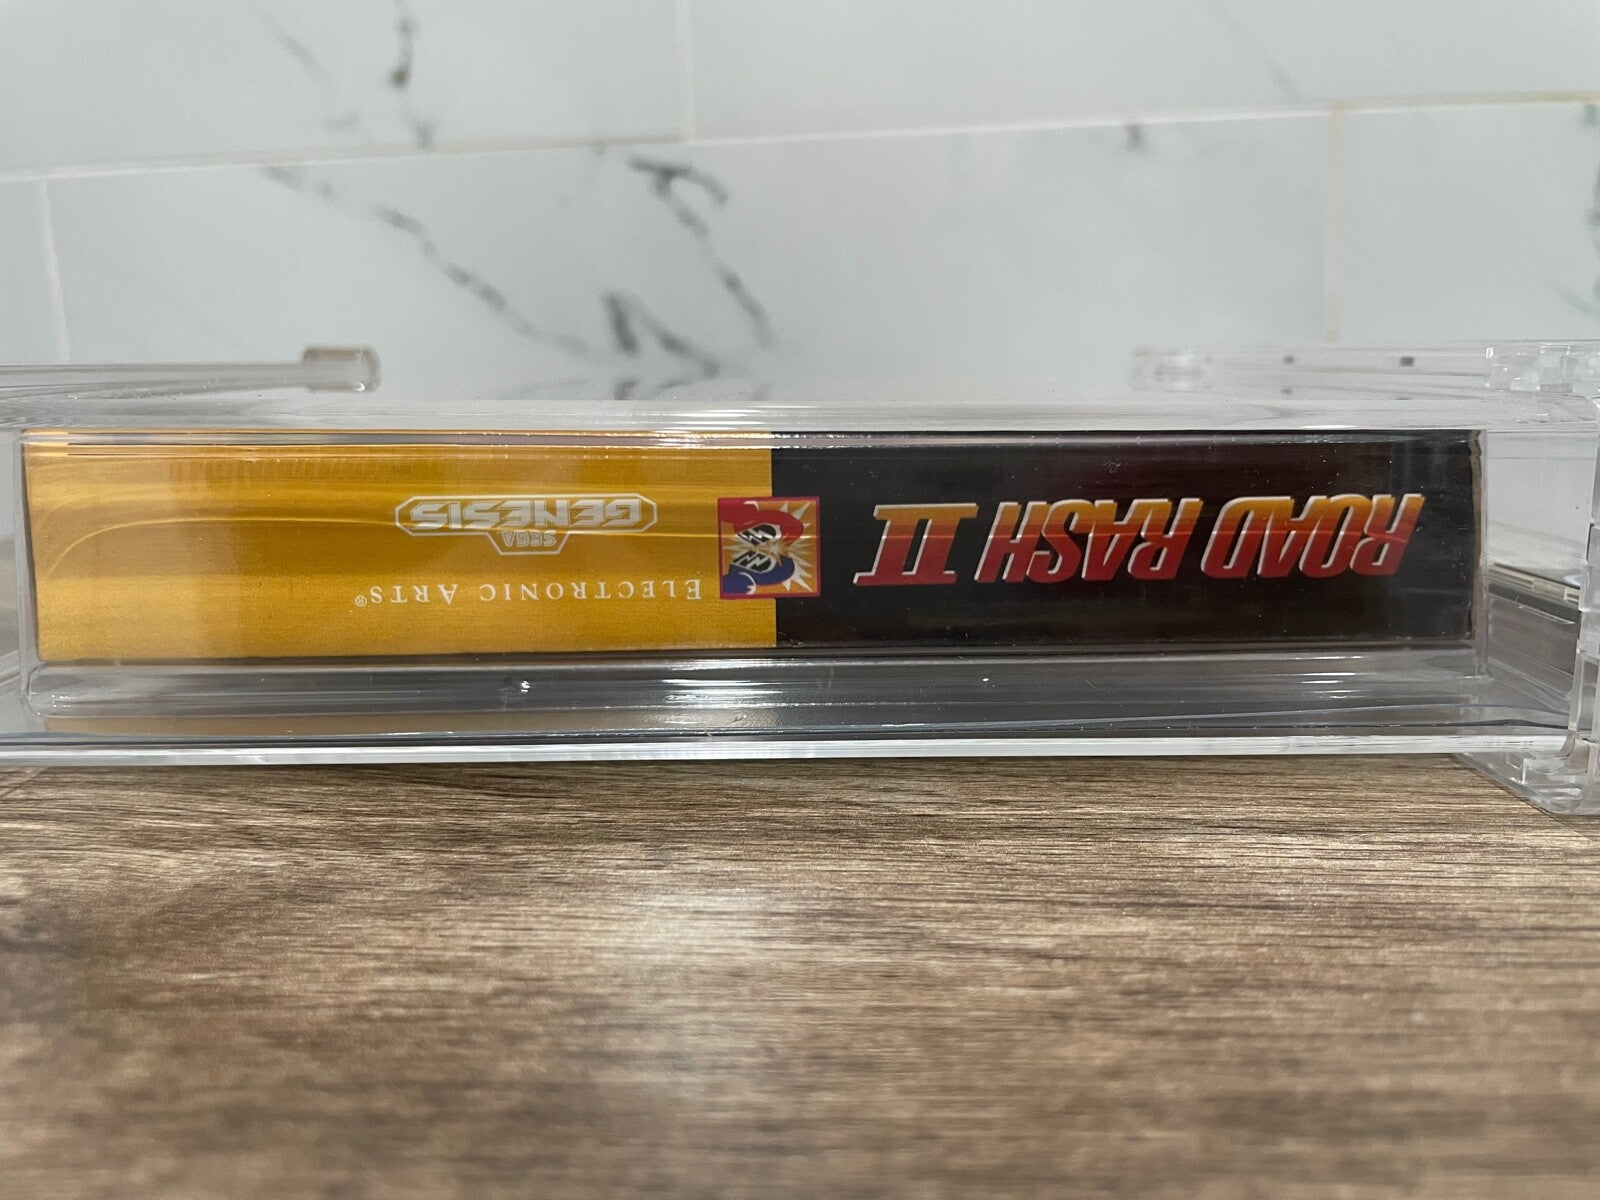 ROAD RASH II
ELECTRONIC ARTS®
SEGA
GENESIS